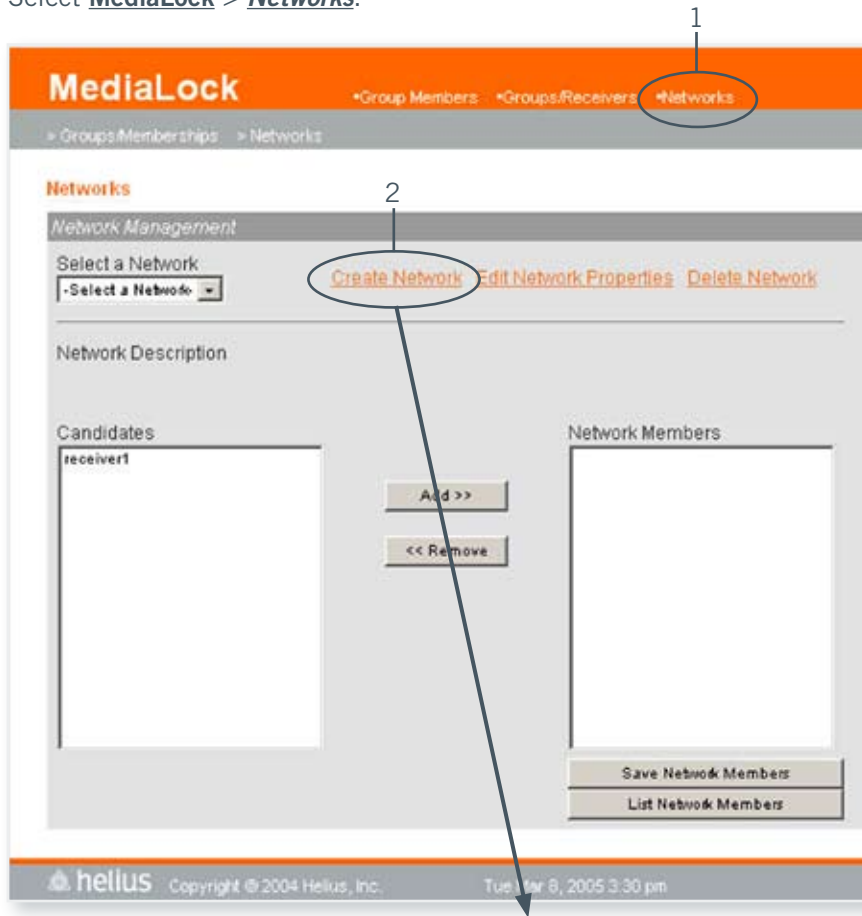 Select MediaLock > Networks.
1
MediaLock
•Group Members •Groups/Receivers •Networks
» Groups/Memberships » Networks
Networks
2
Network Management
Select a Network
-Select a Network-
Create Network Edit Network Properties Delete Network
Network Description
Candidates
Network Members
receiver1
Add >>
<< Remove
Save Network Members
List Network Members
helius Copyright © 2004 Helius, Inc. Tue Mar 8, 2005 3:30 pm